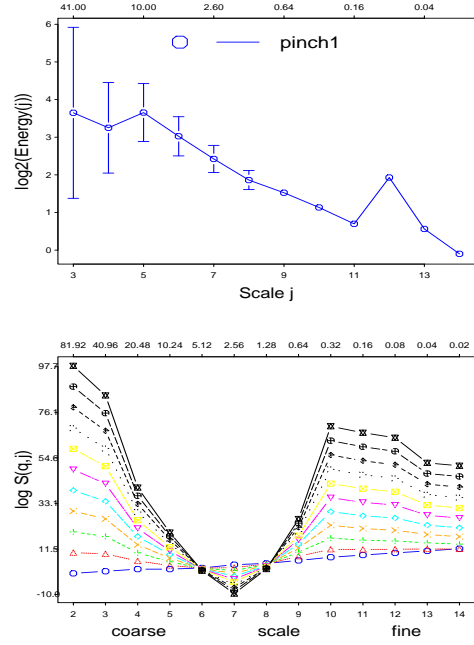 41.00 10.00 2.60 0.64 0.16 0.04
pinch1
log2(Energy(j))
6
5
4
3
2
1
0
3 5 7 9 11 13
Scale j
81.92 40.96 20.48 10.24 5.12 2.56 1.28 0.64 0.32 0.16 0.08 0.04 0.02
log S(q,j)
97.7
76.1
54.6
33.1
11.5
-10.0
2 3 4 5 6 7 8 9 10 11 12 13 14
coarse scale fine